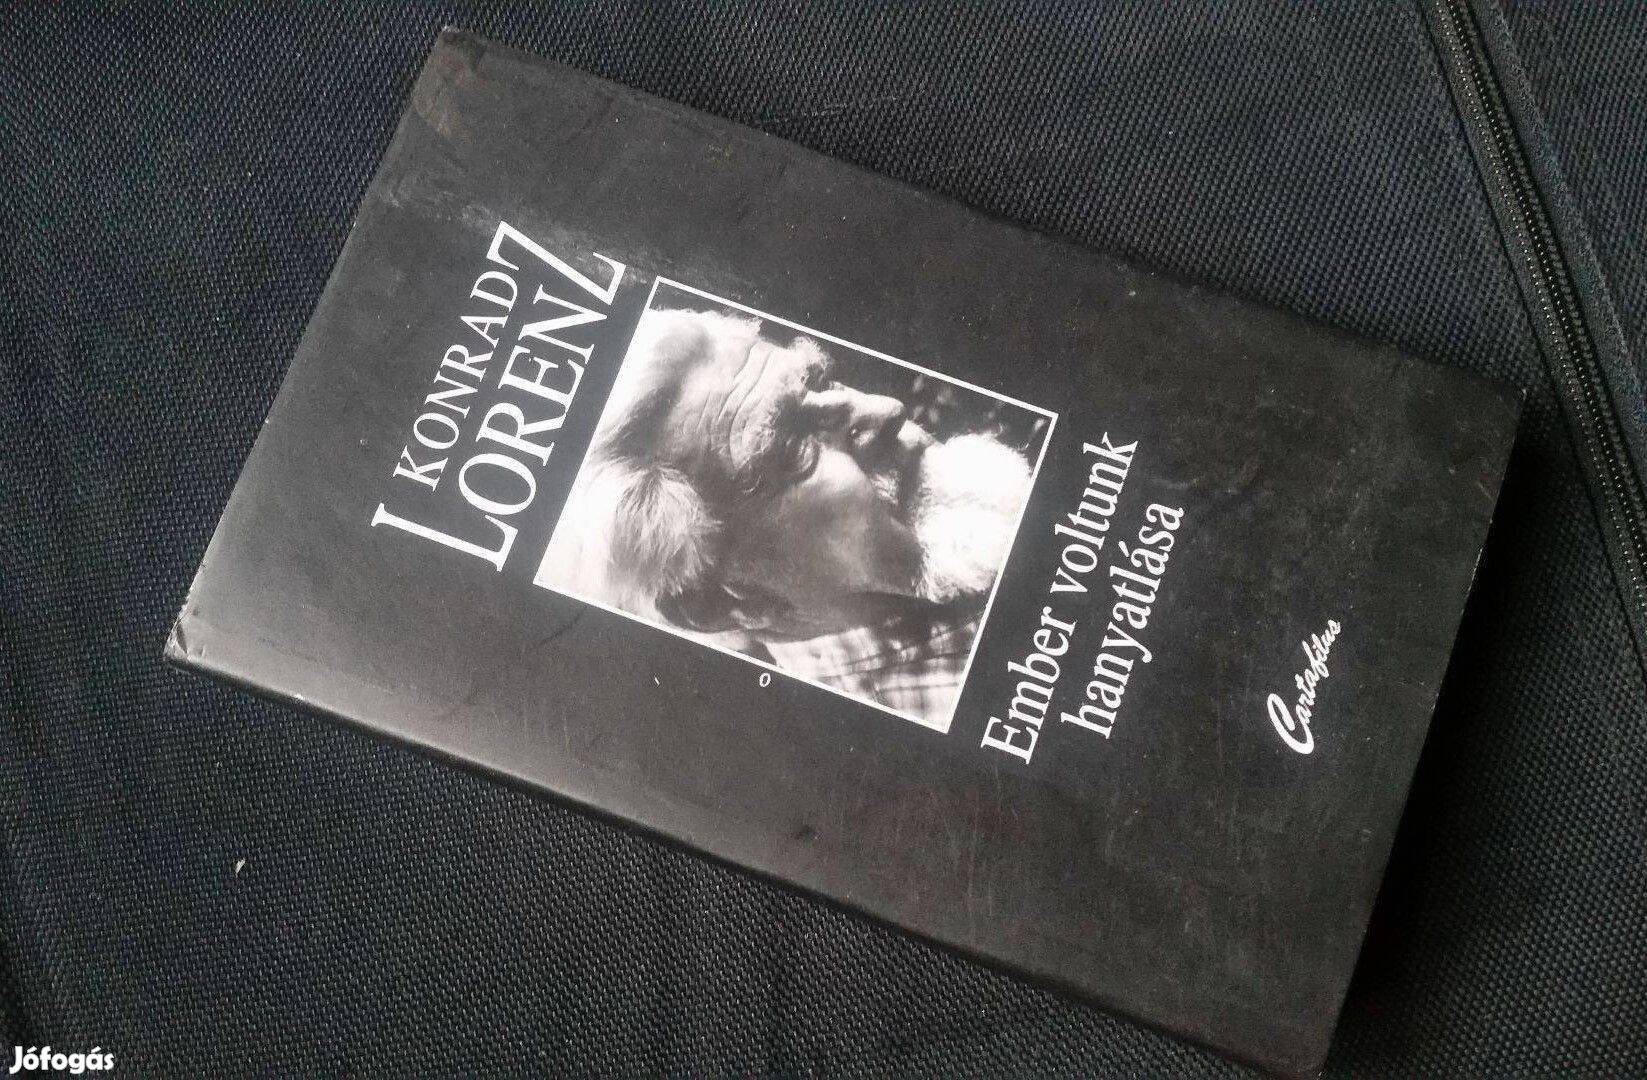 KONRAD
LORENZ
Ember voltunk
hanyatlása
Cartafilus
Jófogás